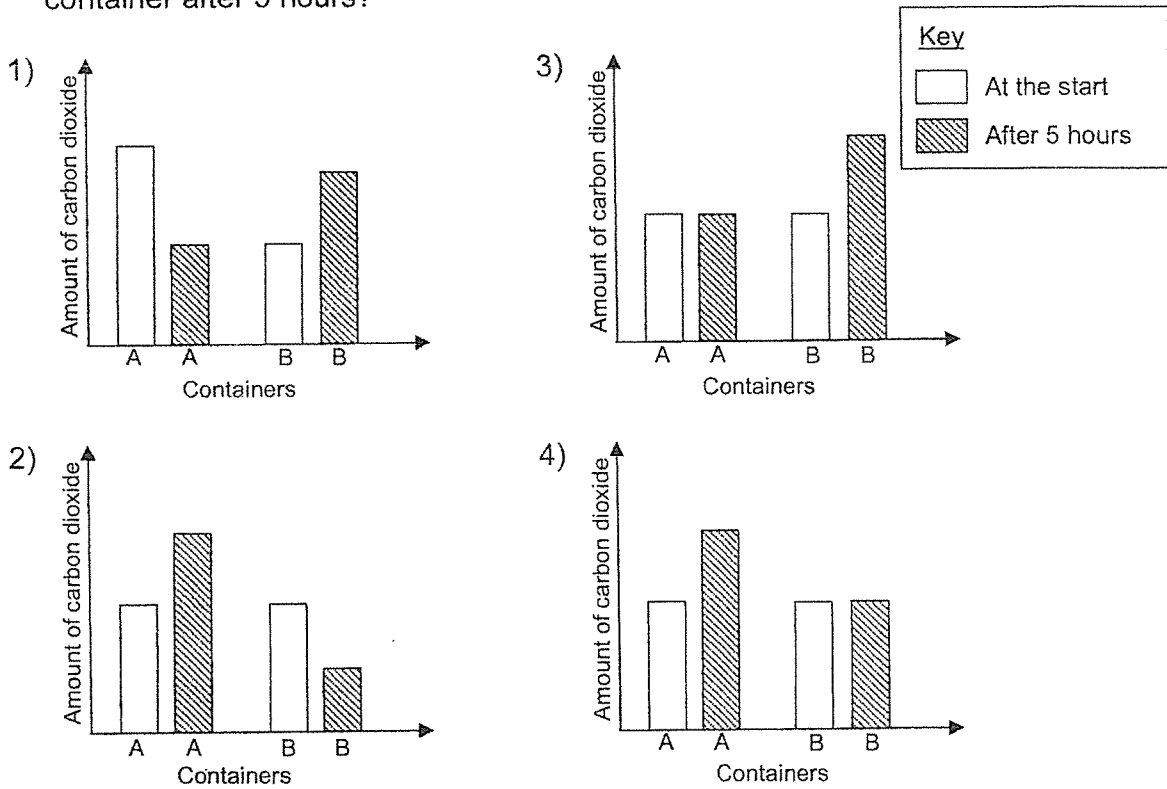 container after 5 hours?
Key
At the start
After 5 hours
1)
Amount of carbon dioxide
A A B B
Containers
3)
Amount of carbon dioxide
A A B B
Containers
2)
Amount of carbon dioxide
A A B B
Containers
4)
Amount of carbon dioxide
A A B B
Containers